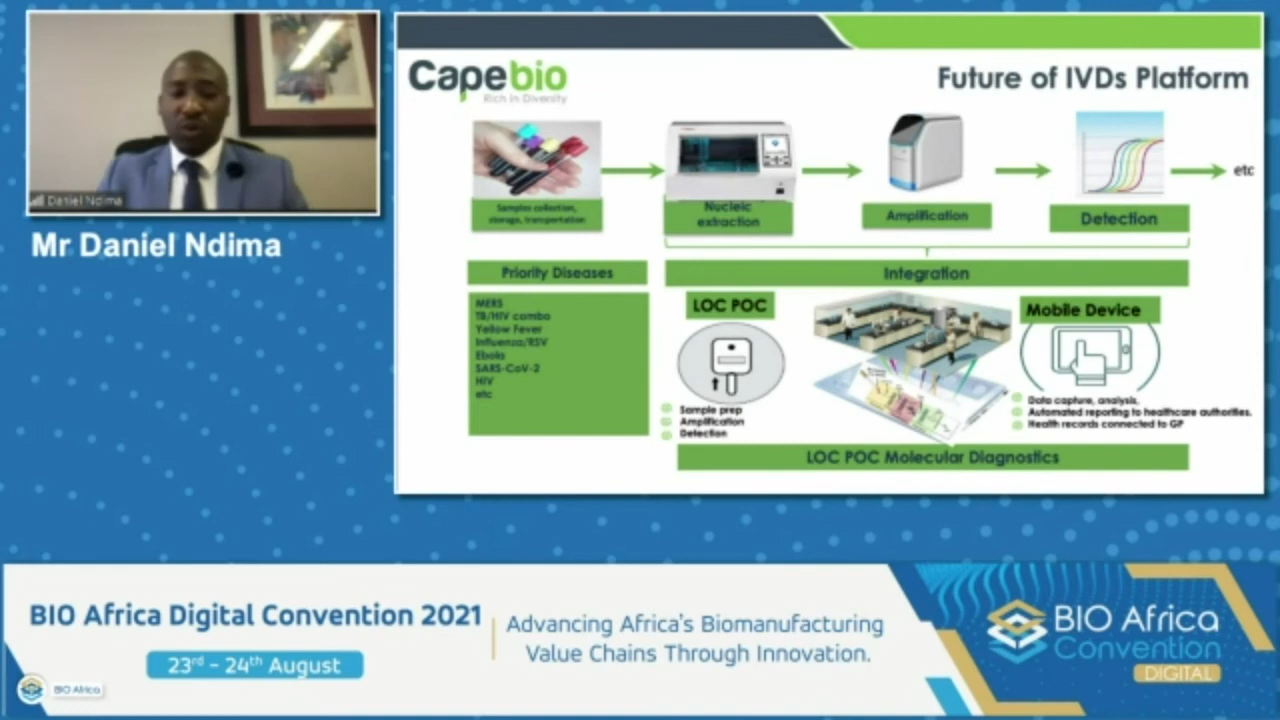 Daniel Ndima
Mr Daniel Ndima
Capebio
Rich in Diversity
Future of IVDs Platform
etc
Samples collection,
storage, transportation
Nucleic
extraction
Amplification
Detection
Priority Diseases
MERS
TB/HIV combo
Yellow Fever
Influenza/RSV
Ebola
SARS-CoV-2
HIV
etc
Integration
LOC POC
Sample prep
Amplification
Detection
Mobile Device
Data capture, analysis,
Automated reporting to healthcare authorities.
Health records connected to GP
LOC POC Molecular Diagnostics
BIO Africa Digital Convention 2021
23rd - 24th August
Advancing Africa's Biomanufacturing
Value Chains Through Innovation.
BIO Africa
Convention
DIGITAL
BIO Africa